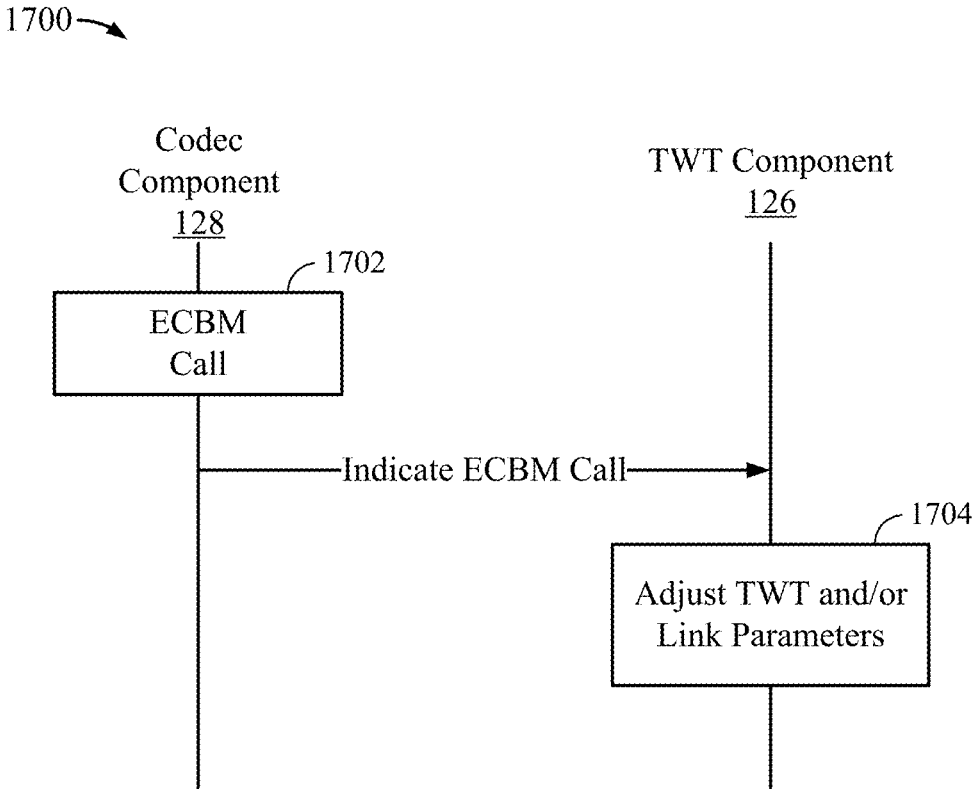 1700
Codec
Component
128
TWT Component
126
1702
ECBM
Call
Indicate ECBM Call
1704
Adjust TWT and/or
Link Parameters